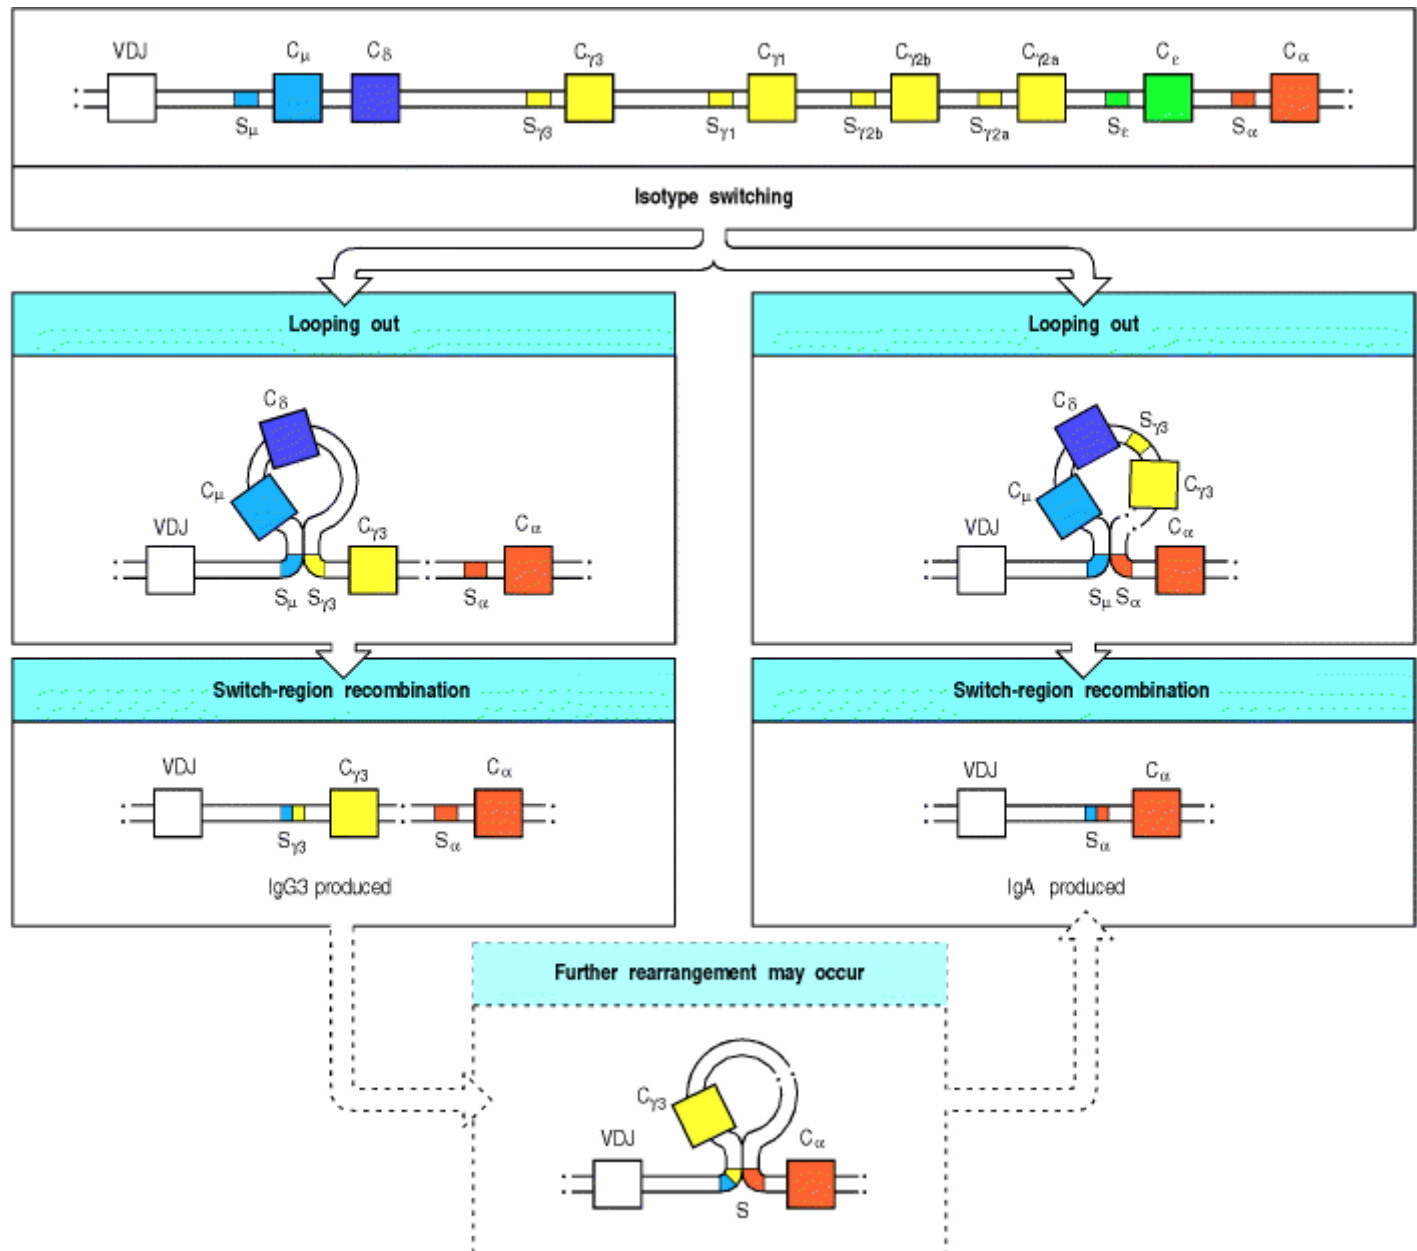 VDJ Cμ Cδ Cγ3 Cγ1 Cγ2b Cγ2a Cε Cα
Sμ Sγ3 Sγ1 Sγ2b Sγ2a Sε Sα
Isotype switching
Looping out
Cδ
Cμ
VDJ Cγ3 Cα
Sμ Sγ3 Sα
Looping out
Cδ Sγ3
Cμ Cγ3
VDJ Cα
Sμ Sα
Switch-region recombination
VDJ Cγ3 Cα
Sγ3 Sα
IgG3 produced
Switch-region recombination
VDJ Cα
Sα
IgA produced
Further rearrangement may occur
Cγ3
VDJ Cα
S